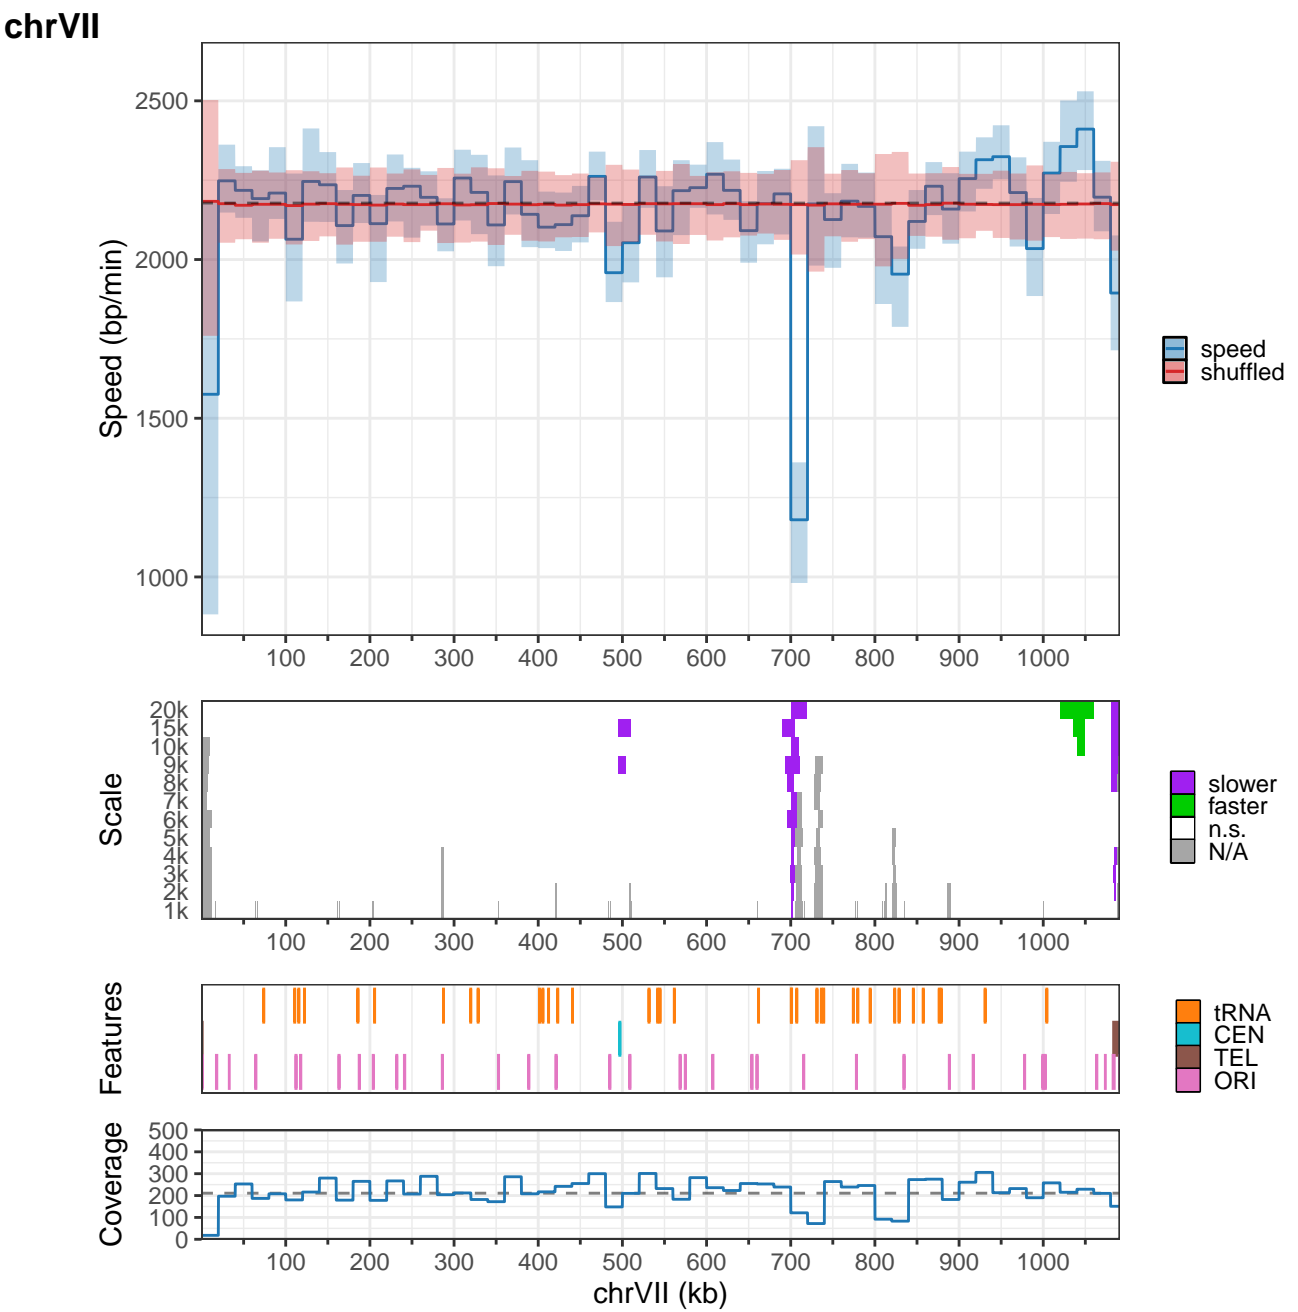 chrVII
Speed (bp/min)
2500
2000
1500
1000
100 200 300 400 500 600 700 800 900 1000
speed
shuffled
Scale
20k
15k
10k
9k
8k
7k
6k
5k
4k
3k
2k
1k
100 200 300 400 500 600 700 800 900 1000
slower
faster
n.s.
N/A
Features
tRNA
CEN
TEL
ORI
Coverage
500
400
300
200
100
0
100 200 300 400 500 600 700 800 900 1000
chrVII (kb)